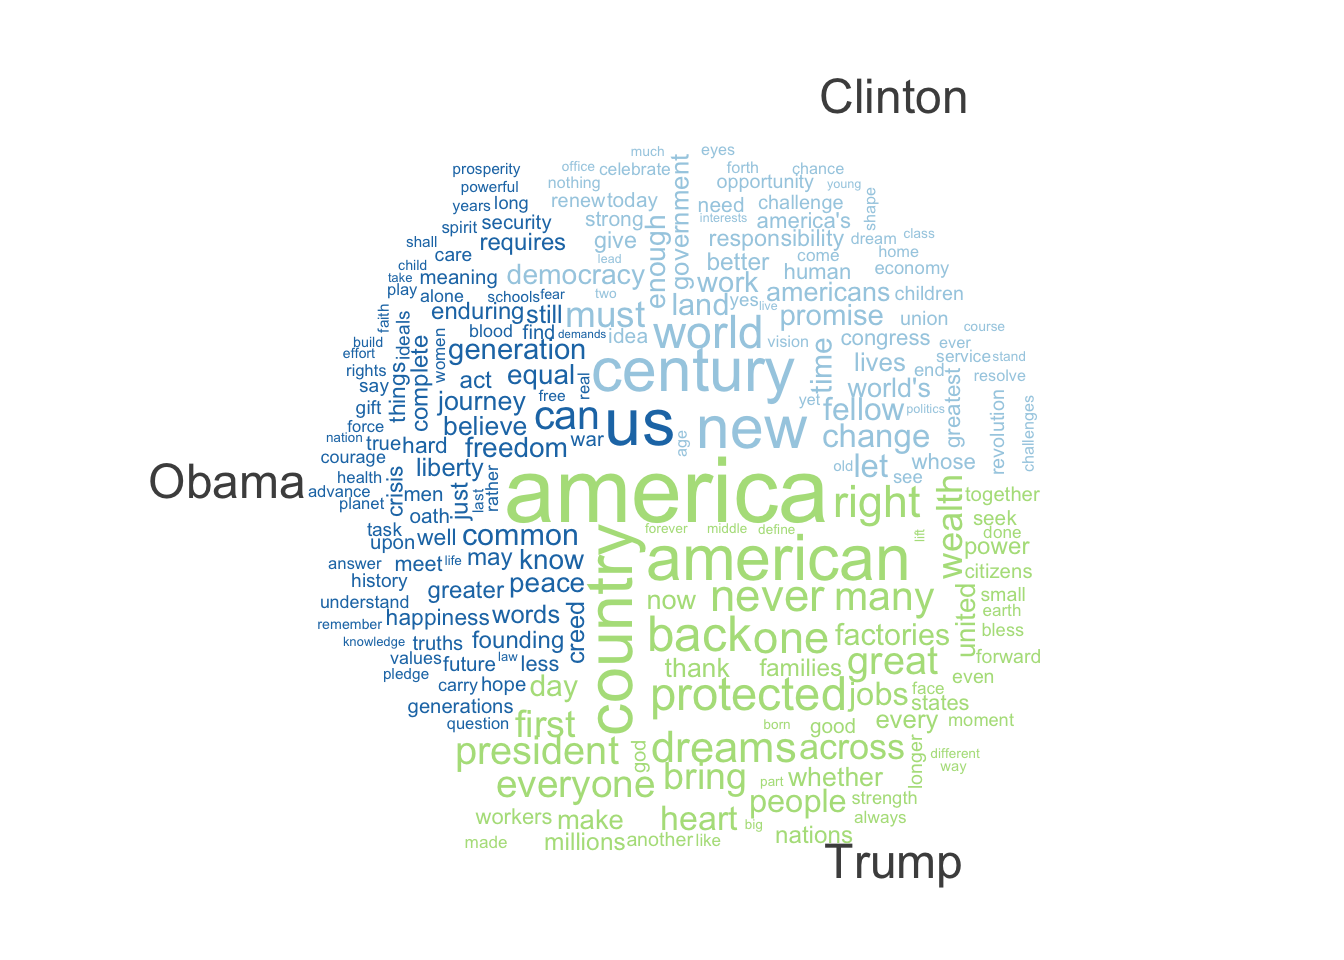 Clinton
much
eyes
prosperity
office
celebrate
government
forth
chance
powerful
nothing
opportunity
young
years
long
renew
today
need
challenge
shape
spirit
security
strong
enough
interests
america's
shall
requires
give
responsibility
dream
class
care
lead
better
come
home
child
take
meaning
democracy
work
human
economy
play
alone
schools
fear
two
land
yes
live
americans
children
faith
enduring
still
must
world
promise
union
course
build
ideals
women
blood
find
demands
idea
vision
time
congress
ever
effort
generation
century
lives
service
stand
rights
things
complete
act
equal
real
end
resolve
say
journey
free
yet
world's
greatest
gift
can
us
new
fellow
politics
revolution
challenges
force
believe
age
change
nation
true
hard
freedom
war
courage
liberty
old
let
whose
Obama
health
crisis
just
last
rather
america
right
see
wealth
advance
men
together
planet
oath
seek
task
well
common
country
forever
middle
define
lift
done
upon
power
answer
meet
life
may
know
american
citizens
history
greater
peace
now
never
many
small
understand
words
creed
united
earth
remember
happiness
back
one
factories
bless
knowledge
truths
founding
values
future
law
less
thank
families
great
forward
pledge
carry
hope
day
protected
jobs
face
even
generations
states
question
first
born
good
every
moment
president
god
dreams
across
longer
different
everyone
bring
part
whether
way
people
strength
workers
make
heart
big
always
made
millions
another
like
nations
Trump